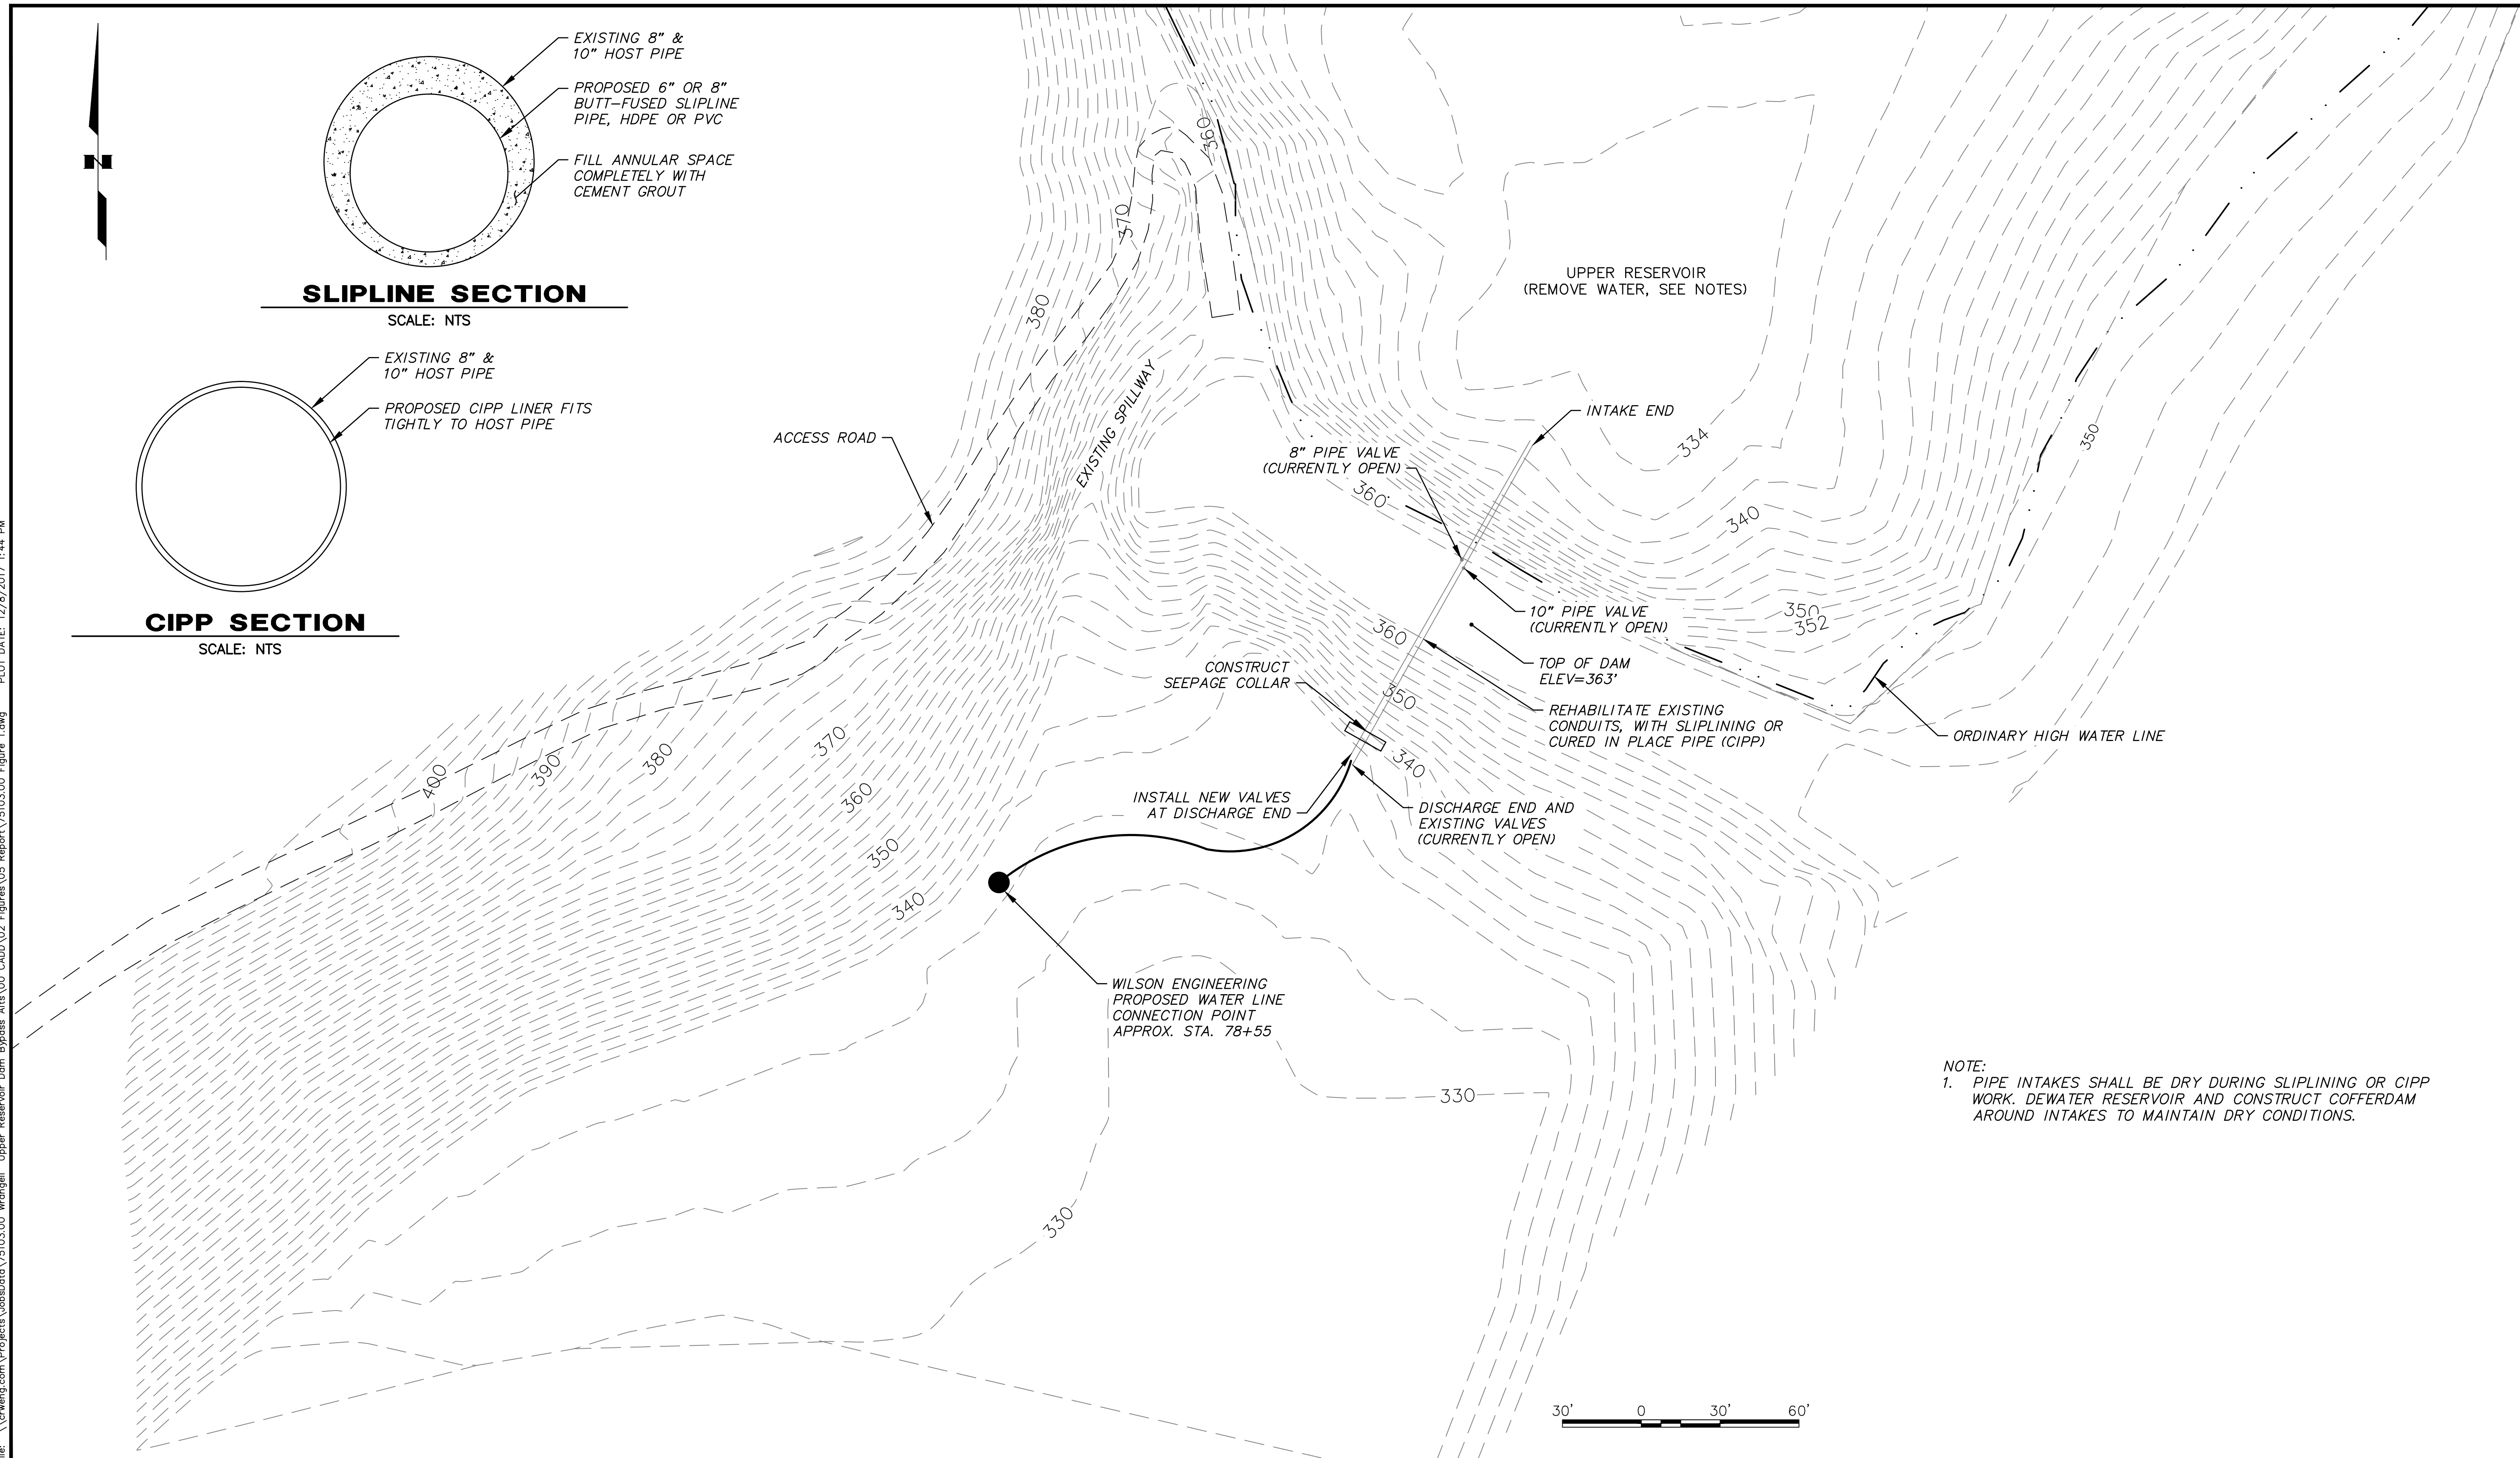 N
EXISTING 8" &
10" HOST PIPE
PROPOSED 6" OR 8"
BUTT-FUSED SLIPLINE
PIPE, HDPE OR PVC
FILL ANNULAR SPACE
COMPLETELY WITH
CEMENT GROUT
SLIPLINE SECTION
SCALE: NTS
EXISTING 8" &
10" HOST PIPE
PROPOSED CIPP LINER FITS
TIGHTLY TO HOST PIPE
CIPP SECTION
SCALE: NTS
360
370
380
EXISTING SPILLWAY
ACCESS ROAD
UPPER RESERVOIR
(REMOVE WATER, SEE NOTES)
INTAKE END
8" PIPE VALVE
(CURRENTLY OPEN)
360
334
340
350
350
352
10" PIPE VALVE
(CURRENTLY OPEN)
TOP OF DAM
ELEV=363'
360
350
340
CONSTRUCT
SEEPAGE COLLAR
REHABILITATE EXISTING
CONDUITS, WITH SLIPLINING OR
CURED IN PLACE PIPE (CIPP)
ORDINARY HIGH WATER LINE
INSTALL NEW VALVES
AT DISCHARGE END
DISCHARGE END AND
EXISTING VALVES
(CURRENTLY OPEN)
400
390
380
370
360
350
340
WILSON ENGINEERING
PROPOSED WATER LINE
CONNECTION POINT
APPROX. STA. 78+55
330
330
NOTE:
1. PIPE INTAKES SHALL BE DRY DURING SLIPLINING OR CIPP
WORK. DEWATER RESERVOIR AND CONSTRUCT COFFERDAM
AROUND INTAKES TO MAINTAIN DRY CONDITIONS.
30' 0 30' 60'
PLOT DATE: 12/8/2017 1:44 PM